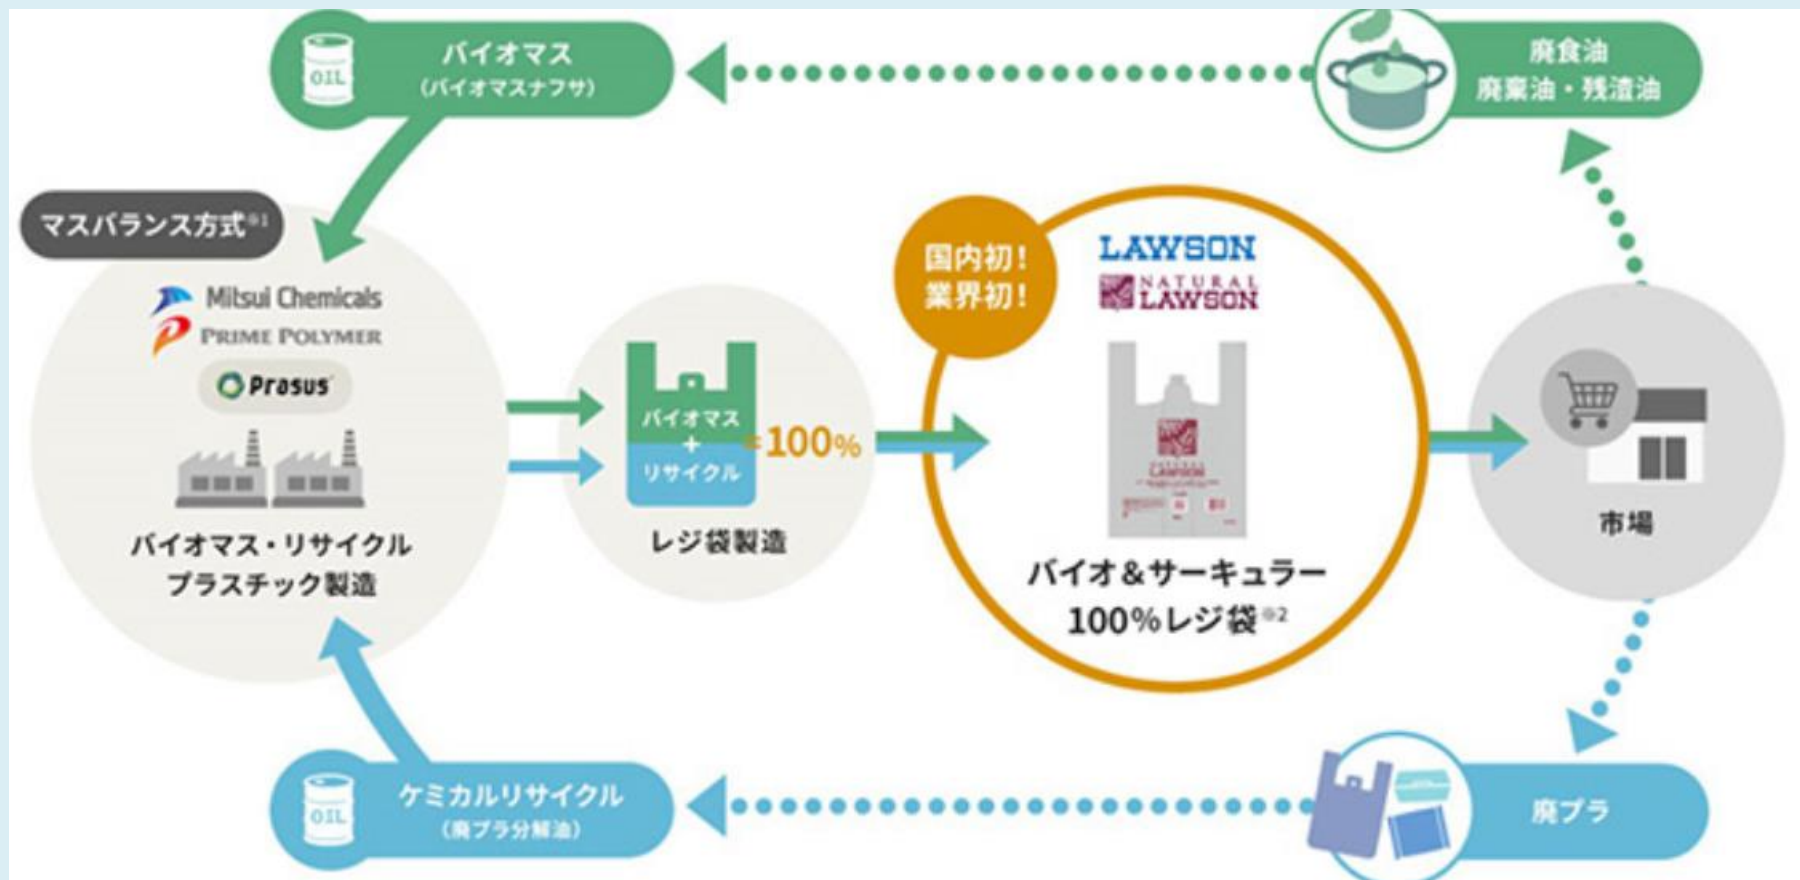 OIL
バイオマス
(バイオマスナフサ)
廃食油
廃棄油・残渣油
マスバランス方式※1
Mitsui Chemicals
PRIME POLYMER
Prasus
バイオマス・リサイクル
プラスチック製造
バイオマス
+
リサイクル
=100%
レジ袋製造
国内初!
業界初!
LAWSON
NATURAL
LAWSON
NATURAL
LAWSON
バイオ&サーキュラー
100%レジ袋※2
市場
OIL
ケミカルリサイクル
(廃プラ分解油)
廃プラ